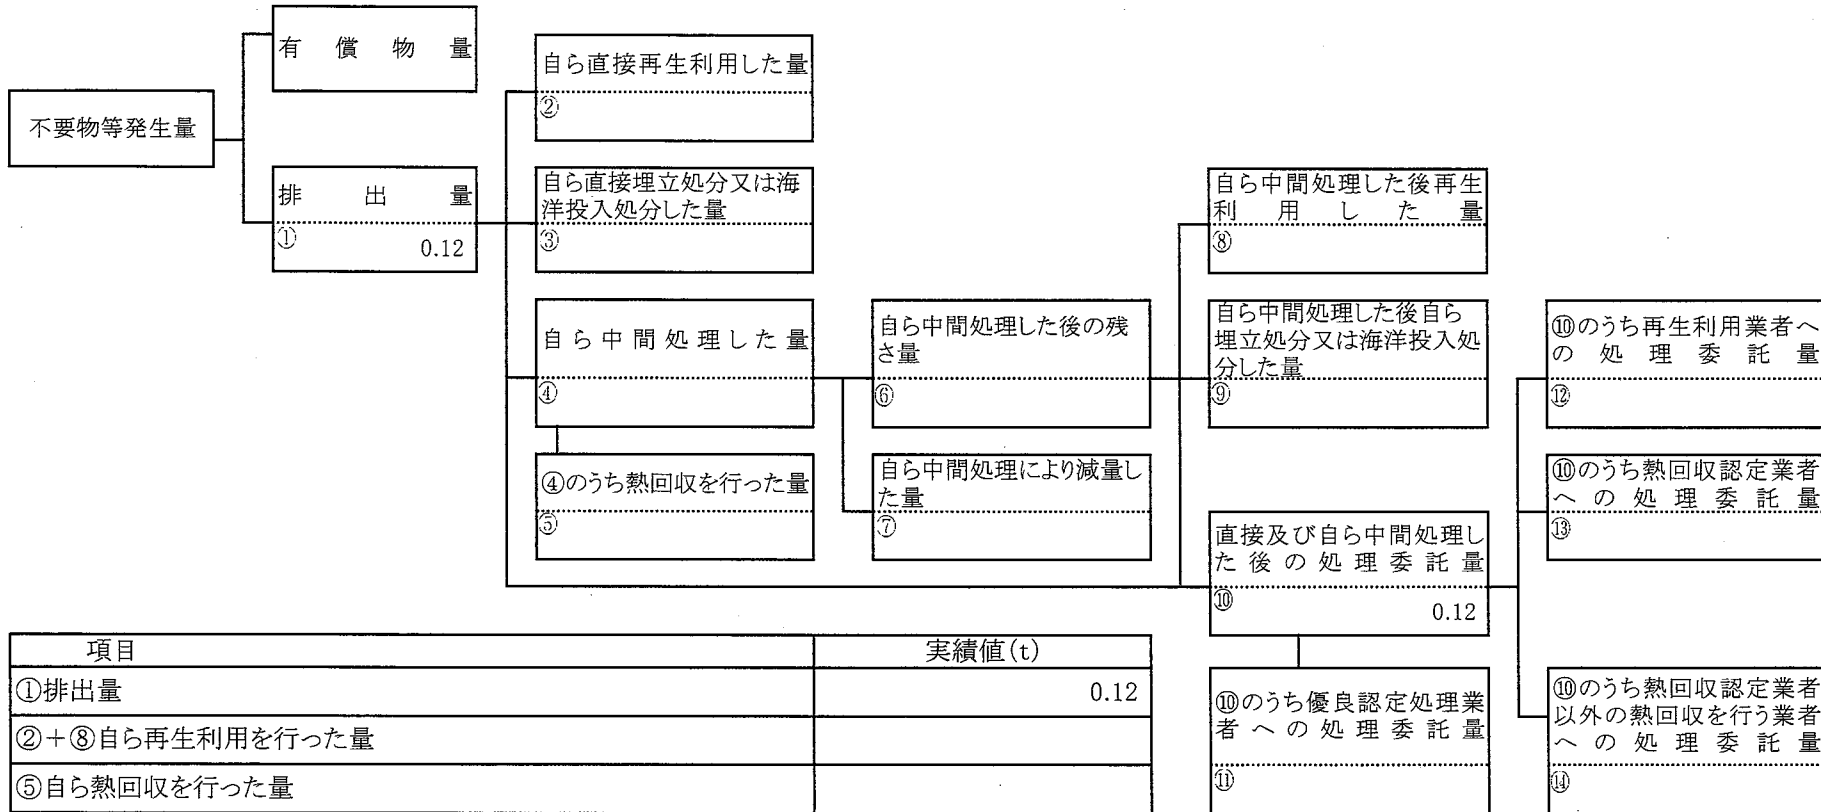 有償物量
不要物等発生量
排出量
①
0.12
自ら直接再生利用した量
②
自ら直接埋立処分又は海
洋投入処分した量
③
自ら中間処理した量
④
④のうち熱回収を行った量
⑤
自ら中間処理した後の残
さ量
⑥
自ら中間処理により減量し
た量
⑦
自ら中間処理した後再生
利用した量
⑧
自ら中間処理した後自ら
埋立処分又は海洋投入処
分した量
⑨
直接及び自ら中間処理し
た後の処理委託量
⑩
0.12
⑩のうち優良認定処理業
者への処理委託量
⑪
⑩のうち再生利用業者へ
の処理委託量
⑫
⑩のうち熱回収認定業者
への処理委託量
⑬
⑩のうち熱回収認定業者
以外の熱回収を行う業者
への処理委託量
⑭
項目 実績値(t)
①排出量 0.12
②+⑧自ら再生利用を行った量
⑤自ら熱回収を行った量